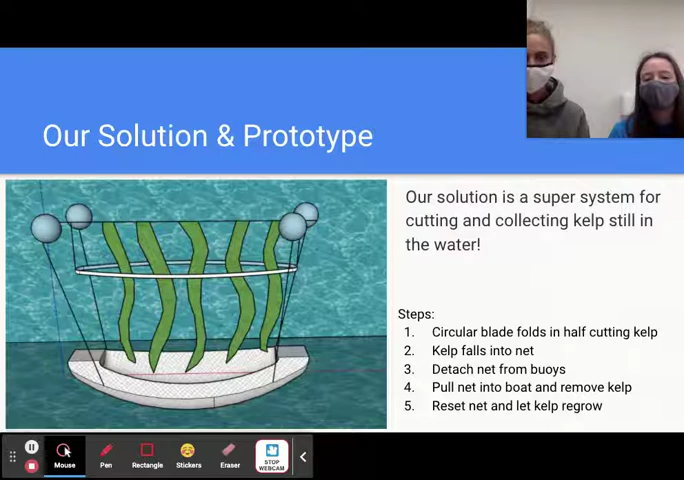 Our Solution & Prototype
Our solution is a super system for
cutting and collecting kelp still in
the water!
Steps:
1. Circular blade folds in half cutting kelp
2. Kelp falls into net
3. Detach net from buoys
4. Pull net into boat and remove kelp
5. Reset net and let kelp regrow
Mouse
Pen
Rectangle
Stickers
Eraser
STOP
WEBCAM